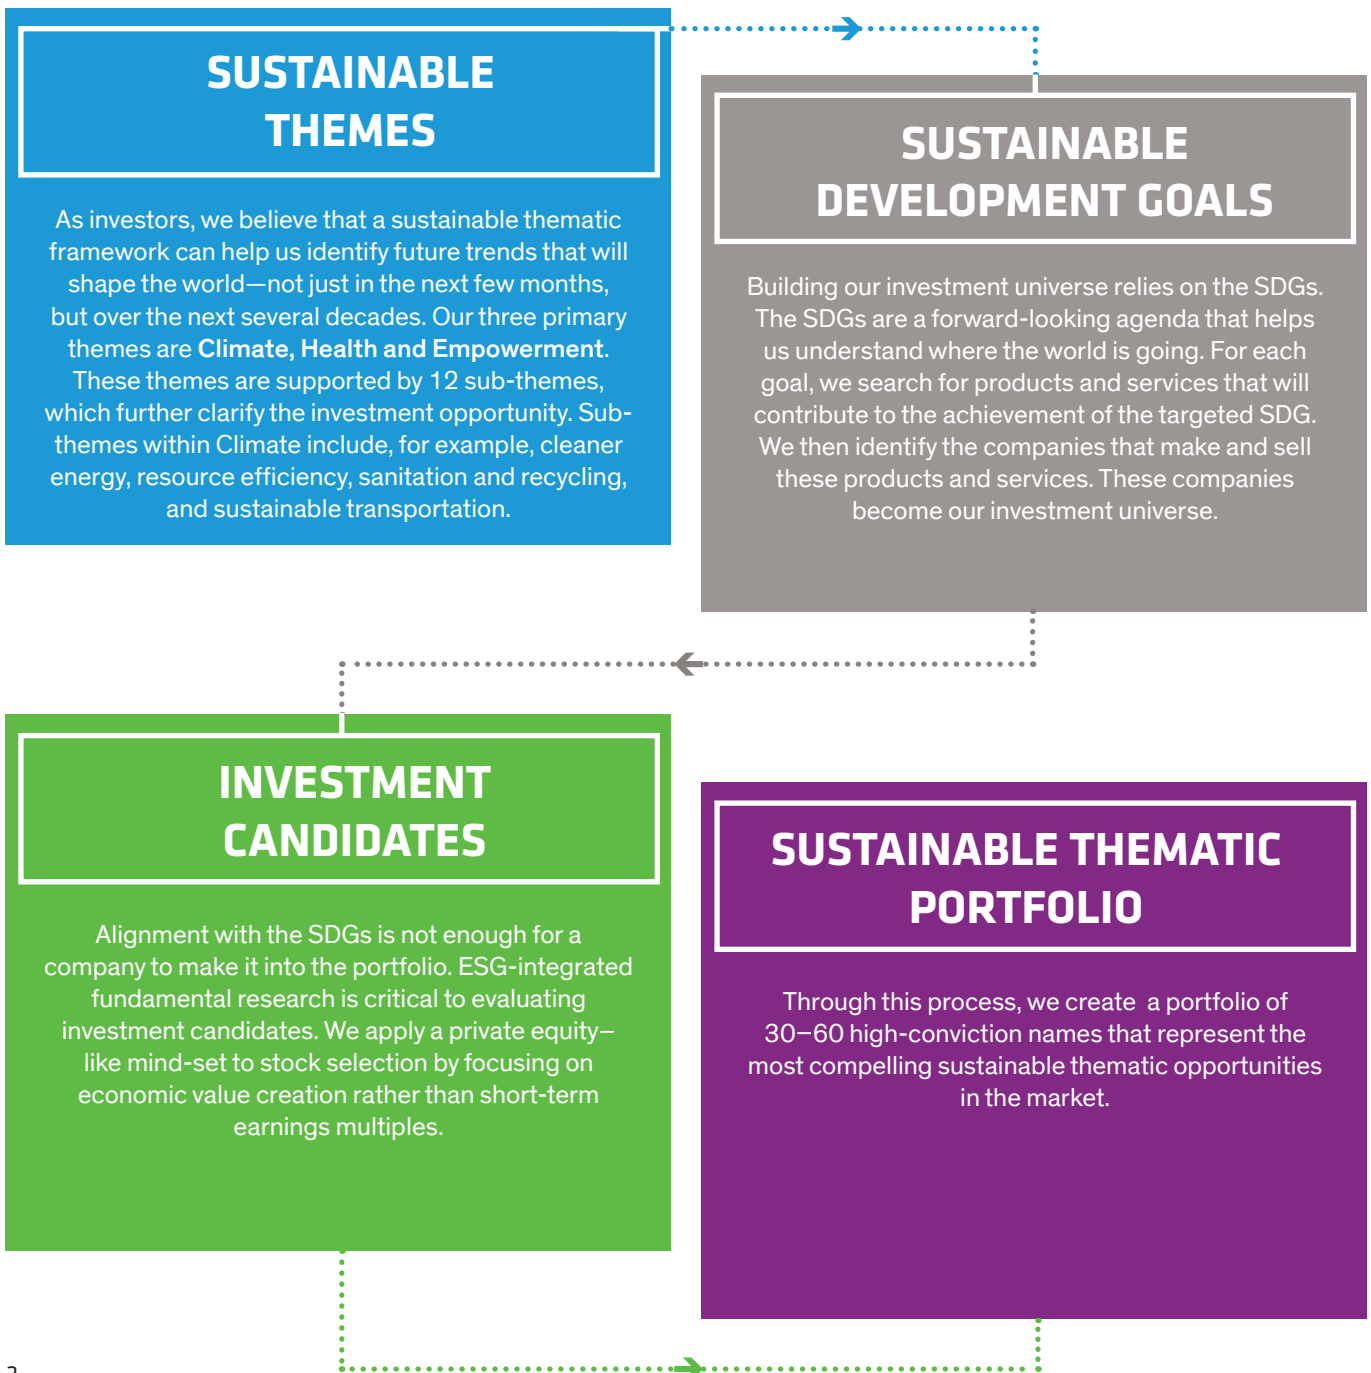 SUSTAINABLE
THEMES
As investors, we believe that a sustainable thematic
framework can help us identify future trends that will
shape the world—not just in the next few months,
but over the next several decades. Our three primary
themes are Climate, Health and Empowerment.
These themes are supported by 12 sub-themes,
which further clarify the investment opportunity. Sub-
themes within Climate include, for example, cleaner
energy, resource efficiency, sanitation and recycling,
and sustainable transportation.
SUSTAINABLE
DEVELOPMENT GOALS
Building our investment universe relies on the SDGs.
The SDGs are a forward-looking agenda that helps
us understand where the world is going. For each
goal, we search for products and services that will
contribute to the achievement of the targeted SDG.
We then identify the companies that make and sell
these products and services. These companies
become our investment universe.
INVESTMENT
CANDIDATES
Alignment with the SDGs is not enough for a
company to make it into the portfolio. ESG-integrated
fundamental research is critical to evaluating
investment candidates. We apply a private equity–
like mind-set to stock selection by focusing on
economic value creation rather than short-term
earnings multiples.
SUSTAINABLE THEMATIC
PORTFOLIO
Through this process, we create a portfolio of
30–60 high-conviction names that represent the
most compelling sustainable thematic opportunities
in the market.